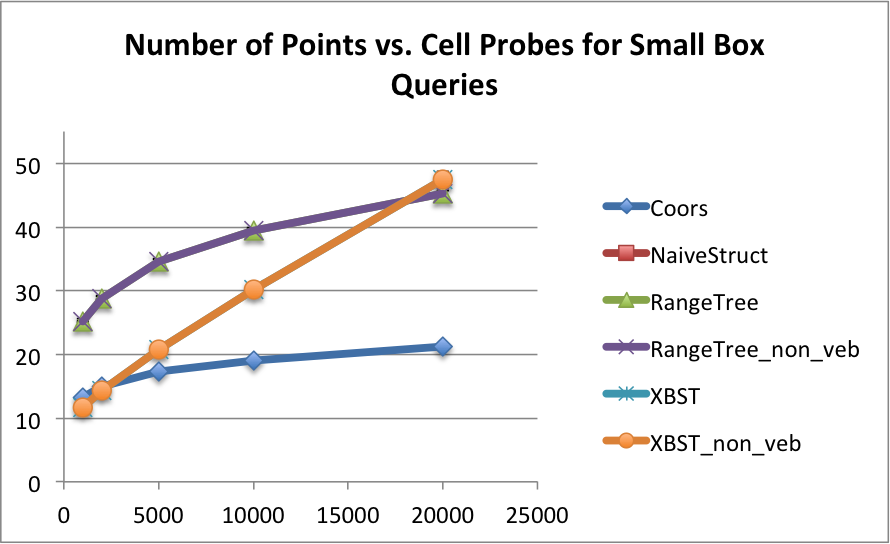 Number of Points vs. Cell Probes for Small Box
Queries
50
40
30
20
10
0
0 5000 10000 15000 20000 25000
Coors
NaiveStruct
RangeTree
RangeTree_non_veb
XBST
XBST_non_veb